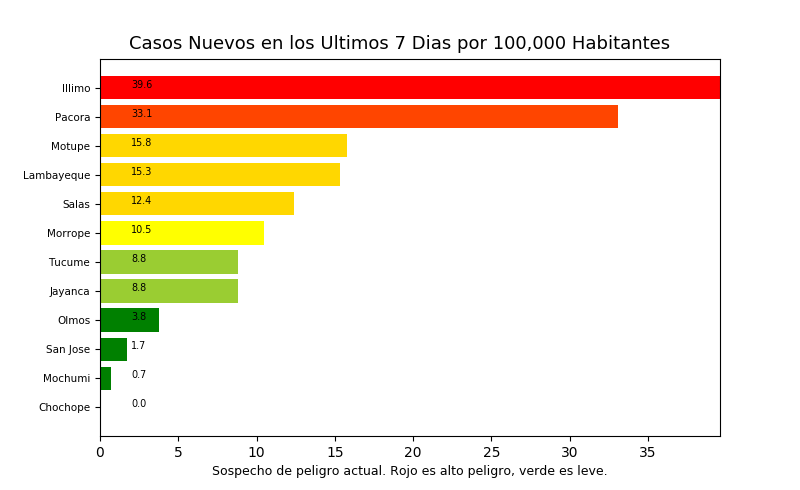 Casos Nuevos en los Ultimos 7 Dias por 100,000 Habitantes
Illimo 39.6
Pacora 33.1
Motupe 15.8
Lambayeque 15.3
Salas 12.4
Morrope 10.5
Tucume 8.8
Jayanca 8.8
Olmos 3.8
San Jose 1.7
Mochumi 0.7
Chochope 0.0
0 5 10 15 20 25 30 35
Sospecho de peligro actual. Rojo es alto peligro, verde es leve.